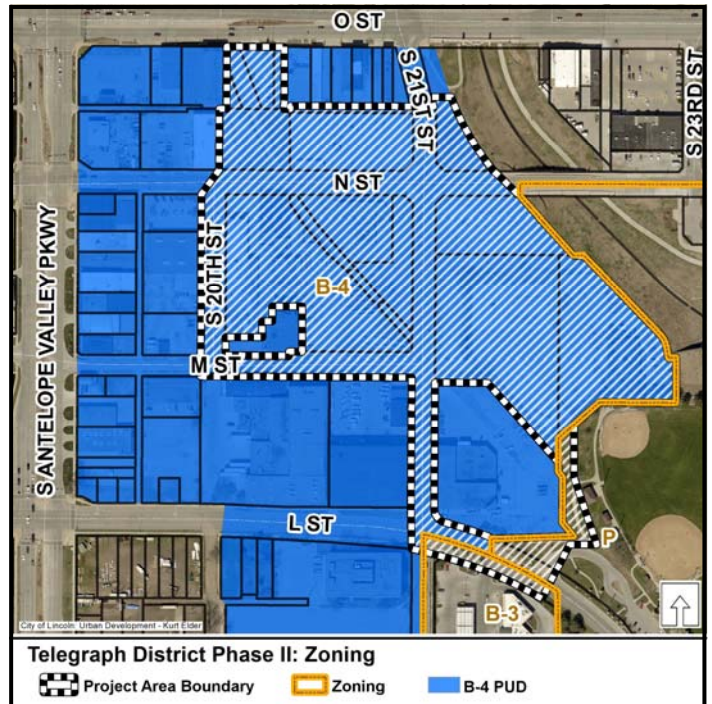 O ST
S 21ST ST
S 23RD ST
N ST
S 20TH ST
B-4
S ANTELOPE VALLEY PKWY
M ST
L ST
P
B-3
City of Lincoln: Urban Development - Kurt Elder
Telegraph District Phase II: Zoning
Project Area Boundary Zoning B-4 PUD